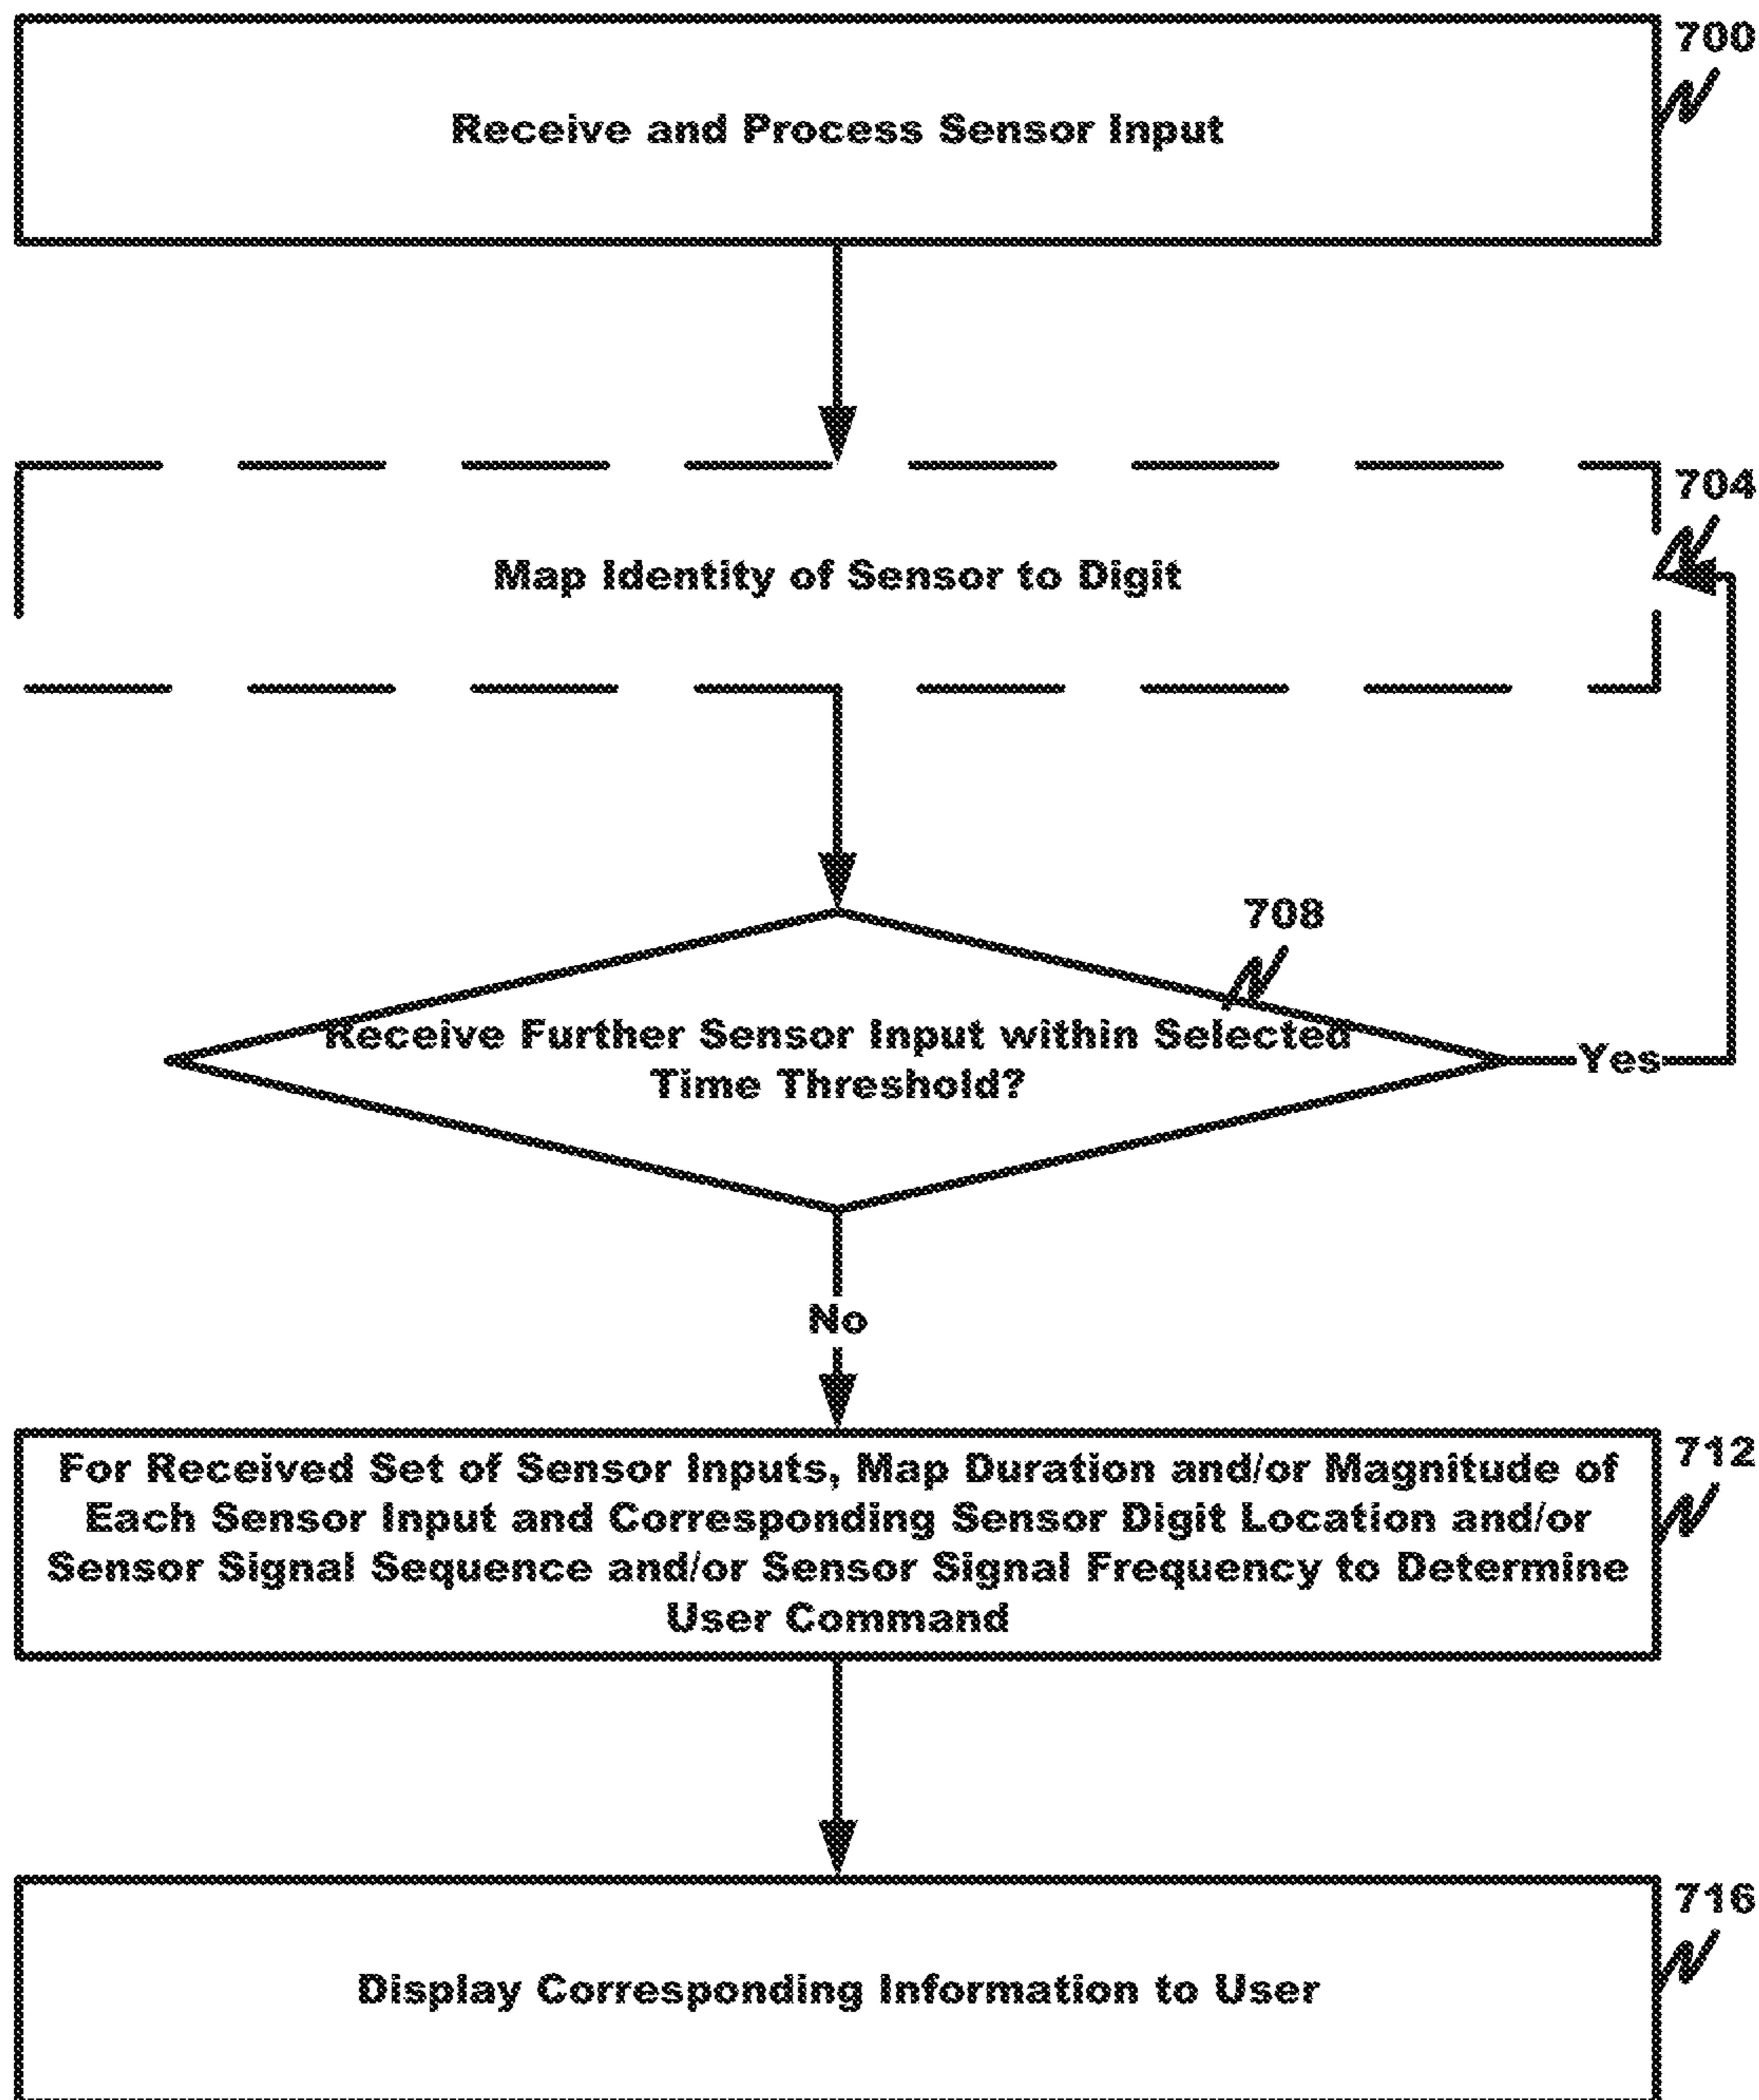 700
Receive and Process Sensor Input
704
Map Identity of Sensor to Digit
708
Receive Further Sensor Input within Selected
Time Threshold?
Yes
No
712
For Received Set of Sensor Inputs, Map Duration and/or Magnitude of
Each Sensor Input and Corresponding Sensor Digit Location and/or
Sensor Signal Sequence and/or Sensor Signal Frequency to Determine
User Command
716
Display Corresponding Information to User